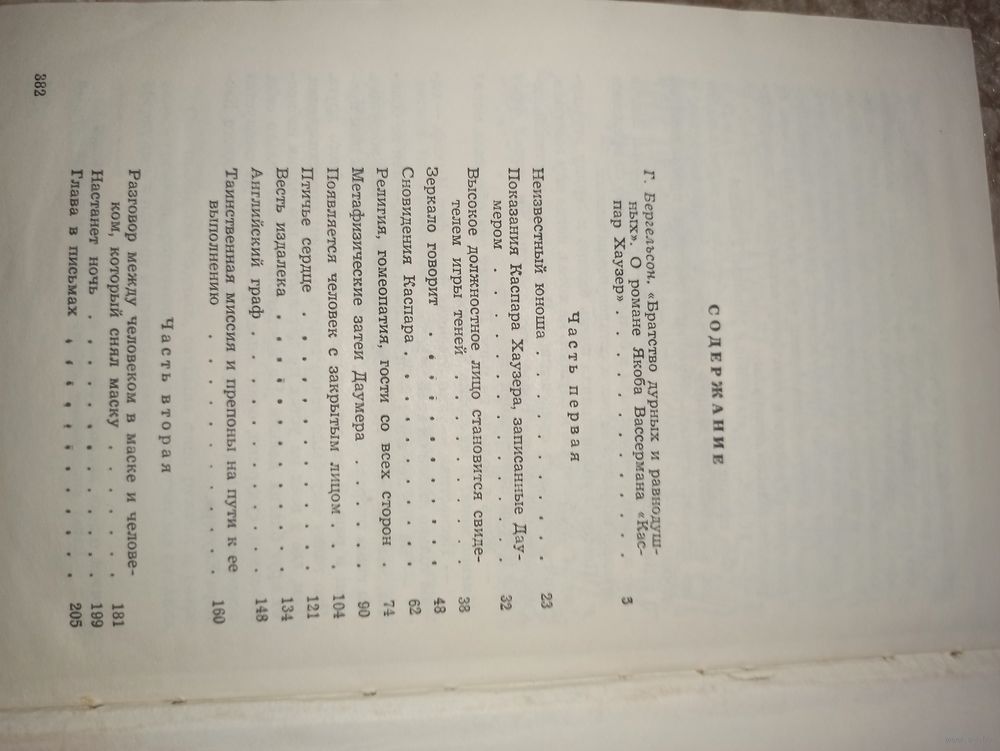 СОДЕРЖАНИЕ
Г. Бергельсон. «Братство дурных и равнодуш-
ных». О романе Якоба Вассермана «Кас-
пар Хаузер» . . . . . . . . . . . 3
Часть первая
Неизвестный юноша . . . . . . . . . 23
Показания Каспара Хаузера, записанные Дау-
мером . . . . . . . . . . . . . 32
Высокое должностное лицо становится свиде-
телем игры теней . . . . . . . . . 38
Зеркало говорит . . . . . . . . . . 48
Сновидения Каспара . . . . . . . . . 62
Религия, гомеопатия, гости со всех сторон . 74
Метафизические затеи Даумера . . . . . 90
Появляется человек с закрытым лицом . . . 104
Птичье сердце . . . . . . . . . . . 121
Весть издалека . . . . . . . . . . . 134
Английский граф . . . . . . . . . . 148
Таинственная миссия и препоны на пути к ее
выполнению . . . . . . . . . . 160
Часть вторая
Разговор между человеком в маске и челове-
ком, который снял маску . . . . . . 181
Настанет ночь . . . . . . . . . . . 199
Глава в письмах . . . . . . . . . . 205
382